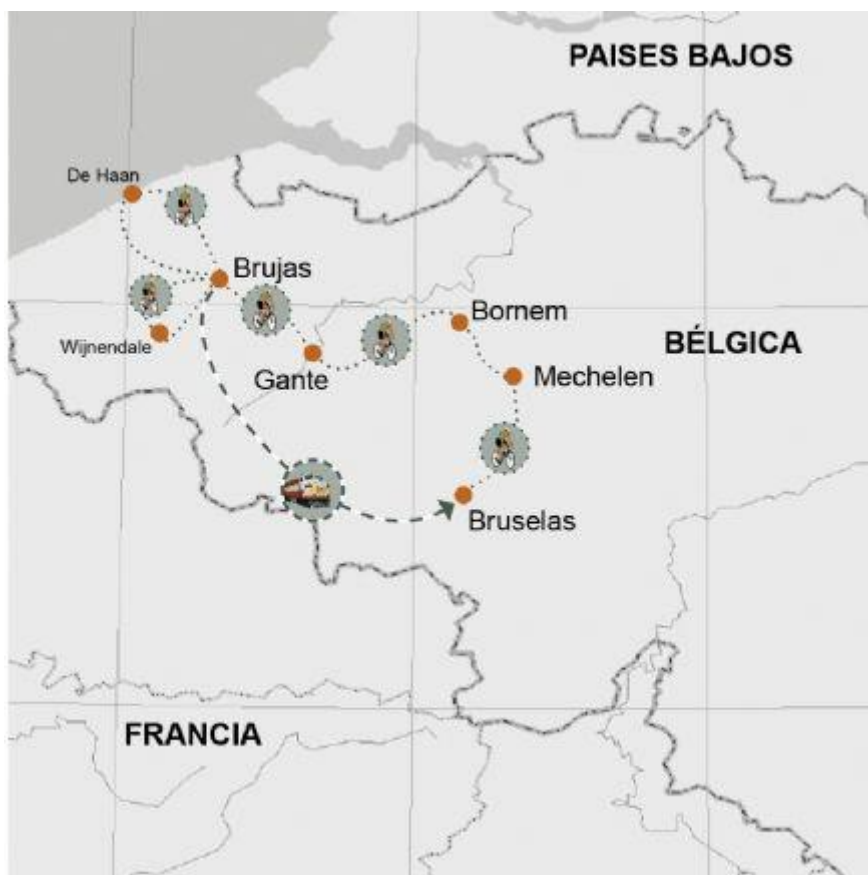 PAISES BAJOS
De Haan
Brujas
Bornem
Wijnendale
BÉLGICA
Gante
Mechelen
Bruselas
FRANCIA